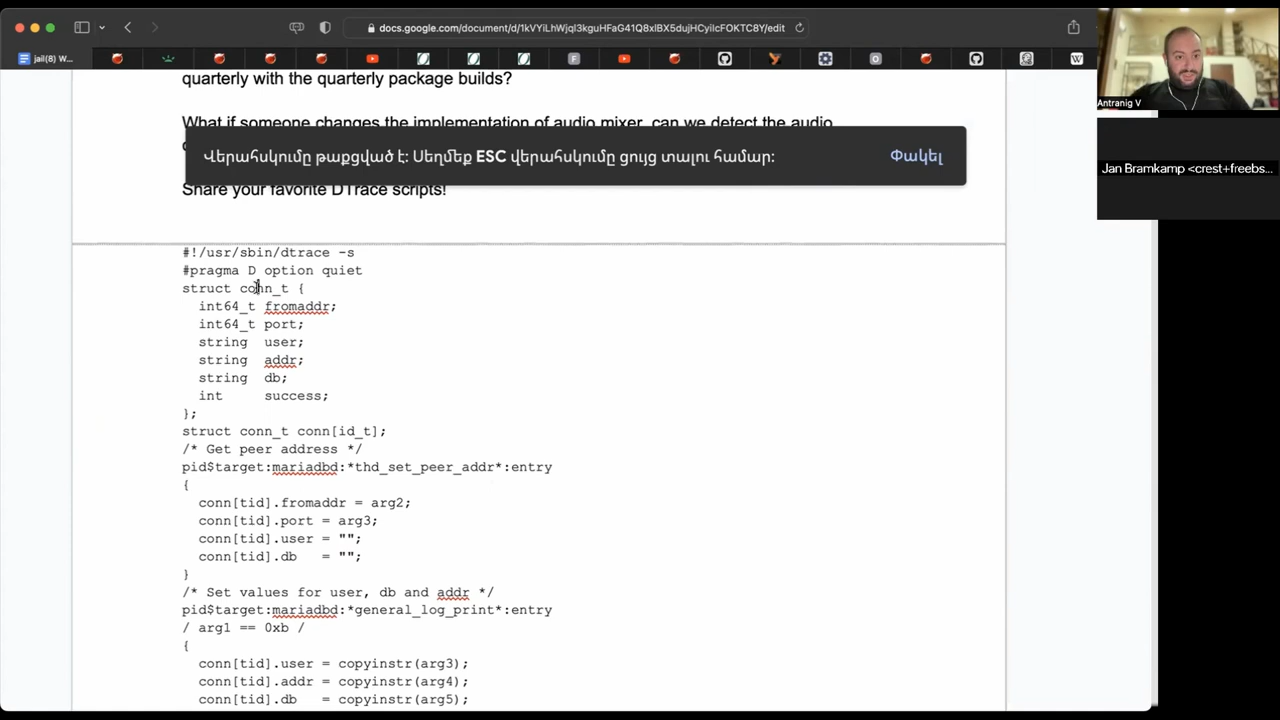 docs.google.com/document/d/1kVYiLhWjql3kguHFaG41Q8xlBX5dujHCyilcFOKTC8Y/edit
jail(8) W...
quarterly with the quarterly package builds?
What if someone changes the implementation of audio mixer, can we detect the audio
Վերահսկումը թաքցված է: Սեղմեք ESC վերահսկումը ցույց տալու համար:
Փակել
Share your favorite DTrace scripts!
#!/usr/sbin/dtrace -s
#pragma D option quiet
struct conn_t {
int64_t fromaddr;
int64_t port;
string user;
string addr;
string db;
int success;
};
struct conn_t conn[id_t];
/* Get peer address */
pid$target:mariadbd:*thd_set_peer_addr*:entry
{
conn[tid].fromaddr = arg2;
conn[tid].port = arg3;
conn[tid].user = "";
conn[tid].db = "";
}
/* Set values for user, db and addr */
pid$target:mariadbd:*general_log_print*:entry
/ arg1 == 0xb /
{
conn[tid].user = copyinstr(arg3);
conn[tid].addr = copyinstr(arg4);
conn[tid].db = copyinstr(arg5);
Antranig V
Jan Bramkamp <crest+freebs...